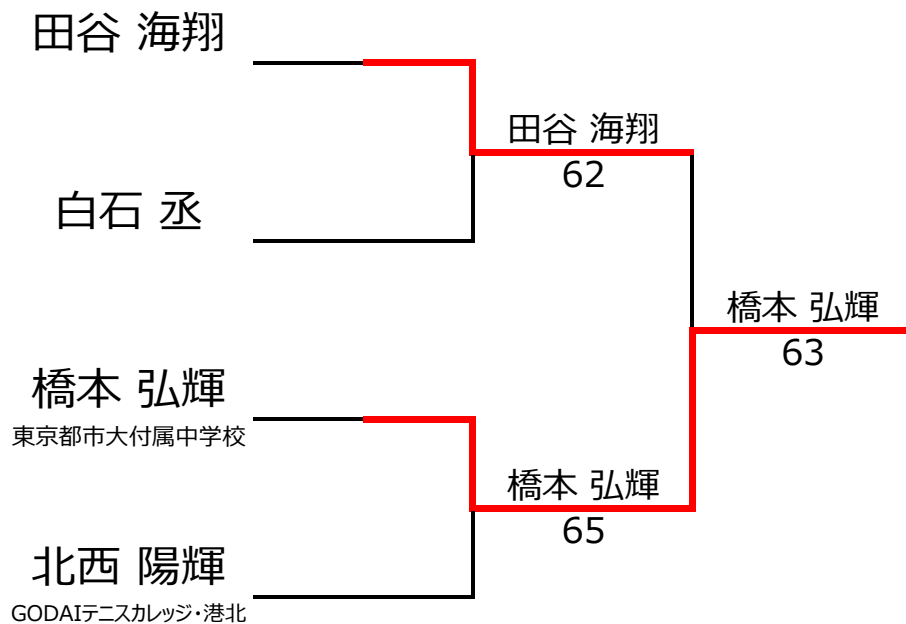 田谷 海翔
田谷 海翔
62
白石 丞
橋本 弘輝
63
橋本 弘輝
東京都市大付属中学校
橋本 弘輝
65
北西 陽輝
GODAIテニスカレッジ・港北